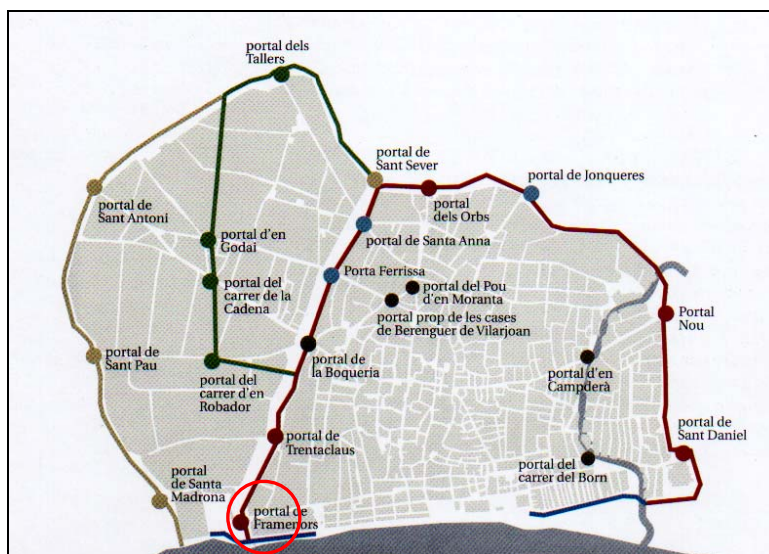 portal dels
Tallers
portal de
Sant Sever
portal de Jonqueres
portal de
Sant Antoni
portal
dels Orbs
portal d'en
Godai
portal de Santa Anna
portal del
carrer de la
Cadena
Porta Ferrissa
portal del Pou
d'en Moranta
portal prop de les cases
de Berenguer de Vilarjoan
Portal
Nou
portal de
Sant Pau
portal de
la Boqueria
portal del
carrer d'en
Robador
portal d'en
Campderà
portal de
Trentaclaus
portal de
Sant Daniel
portal
de Santa
Madrona
portal del
carrer del Born
portal de
Framenors